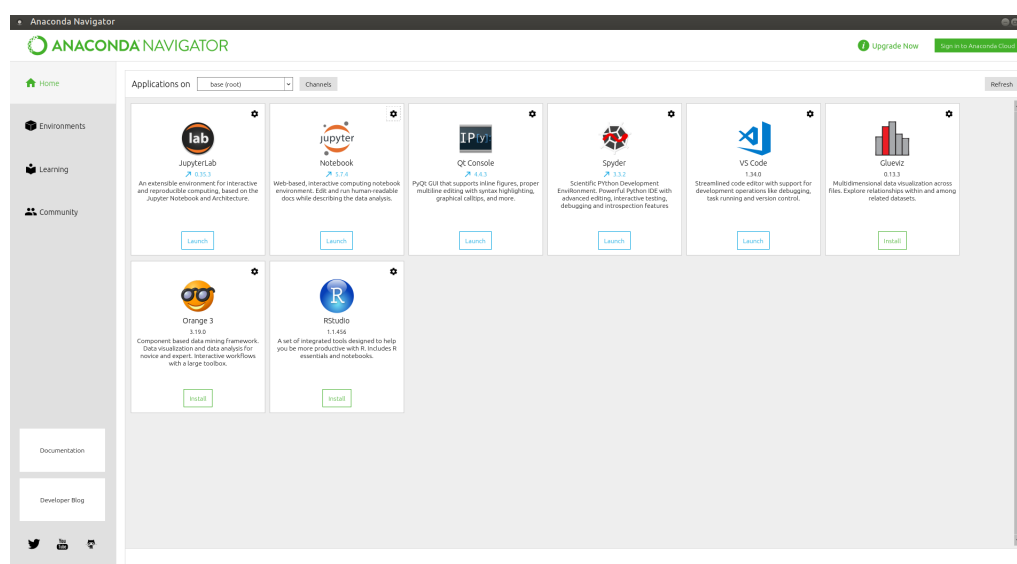 Anaconda Navigator
ANACONDA NAVIGATOR
Upgrade Now
Sign in to Anaconda Cloud
Home
Environments
Learning
Community
Documentation
Developer Blog
You
Tube
Applications on
base (root)
Channels
Refresh
lab
JupyterLab
0.35.3
An extensible environment for interactive
and reproducible computing, based on the
Jupyter Notebook and Architecture.
Launch
jupyter
Notebook
5.7.4
Web-based, interactive computing notebook
environment. Edit and run human-readable
docs while describing the data analysis.
Launch
IP[y]:
Qt Console
4.4.3
PyQt GUI that supports inline figures, proper
multiline editing with syntax highlighting,
graphical calltips, and more.
Launch
Spyder
3.3.2
Scientific PYthon Development
EnviRonment. Powerful Python IDE with
advanced editing, interactive testing,
debugging and introspection features
Launch
VS Code
1.34.0
Streamlined code editor with support for
development operations like debugging,
task running and version control.
Launch
Glueviz
0.13.3
Multidimensional data visualization across
files. Explore relationships within and among
related datasets.
Install
Orange 3
3.19.0
Component based data mining framework.
Data visualization and data analysis for
novice and expert. Interactive workflows
with a large toolbox.
Install
R
RStudio
1.1.456
A set of integrated tools designed to help
you be more productive with R. Includes R
essentials and notebooks.
Install